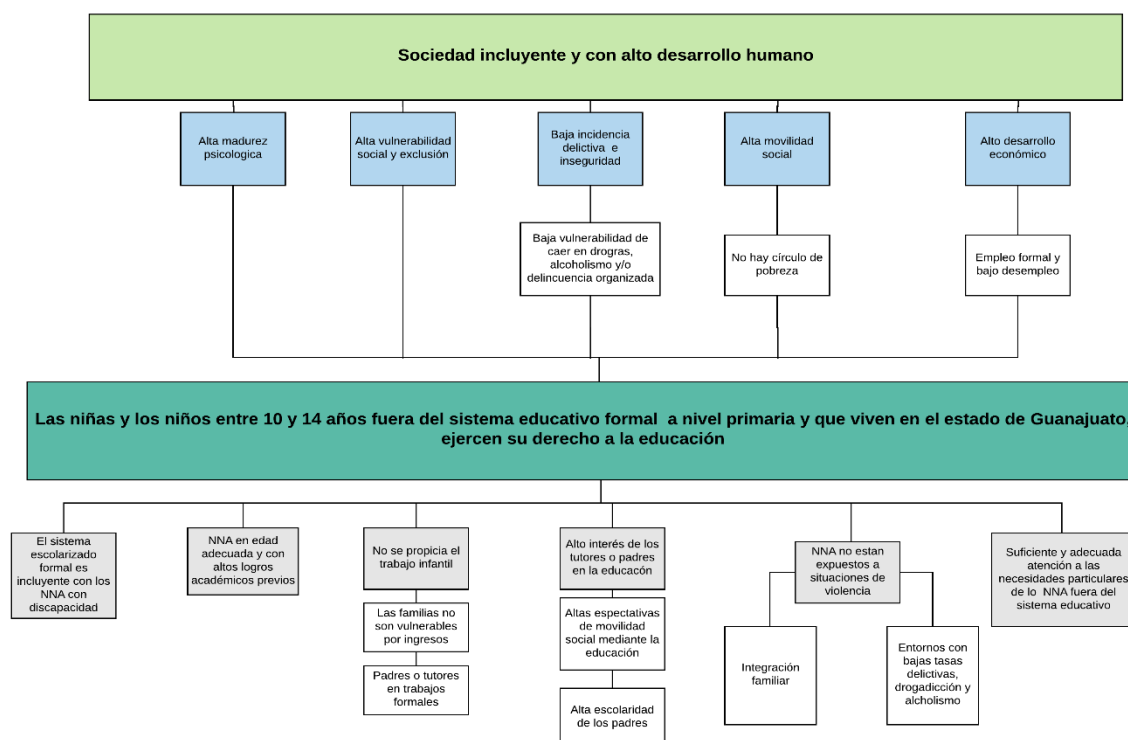 Sociedad incluyente y con alto desarrollo humano
Alta madurez
psicologica
Alta vulnerabilidad
social y exclusión
Baja incidencia
delictiva e
inseguridad
Alta movilidad
social
Alto desarrollo
económico
Baja vulnerabilidad de
caer en drogras,
alcoholismo y/o
delincuencia organizada
No hay círculo de
pobreza
Empleo formal y
bajo desempleo
Las niñas y los niños entre 10 y 14 años fuera del sistema educativo formal a nivel primaria y que viven en el estado de Guanajuato,
ejercen su derecho a la educación
El sistema
escolarizado
formal es
incluyente con los
NNA con
discapacidad
NNA en edad
adecuada y con
altos logros
académicos previos
No se propicia el
trabajo infantil
Las familias no
son vulnerables
por ingresos
Padres o tutores
en trabajos
formales
Alto interés de los
tutores o padres
en la educacón
Altas espectativas
de movilidad
social mediante la
educación
Alta escolaridad
de los padres
NNA no estan
expuestos a
situaciones de
violencia
Integración
familiar
Entornos con
bajas tasas
delictivas,
drogadicción y
alcholismo
Suficiente y adecuada
atención a las
necesidades particulares
de lo NNA fuera del
sistema educativo